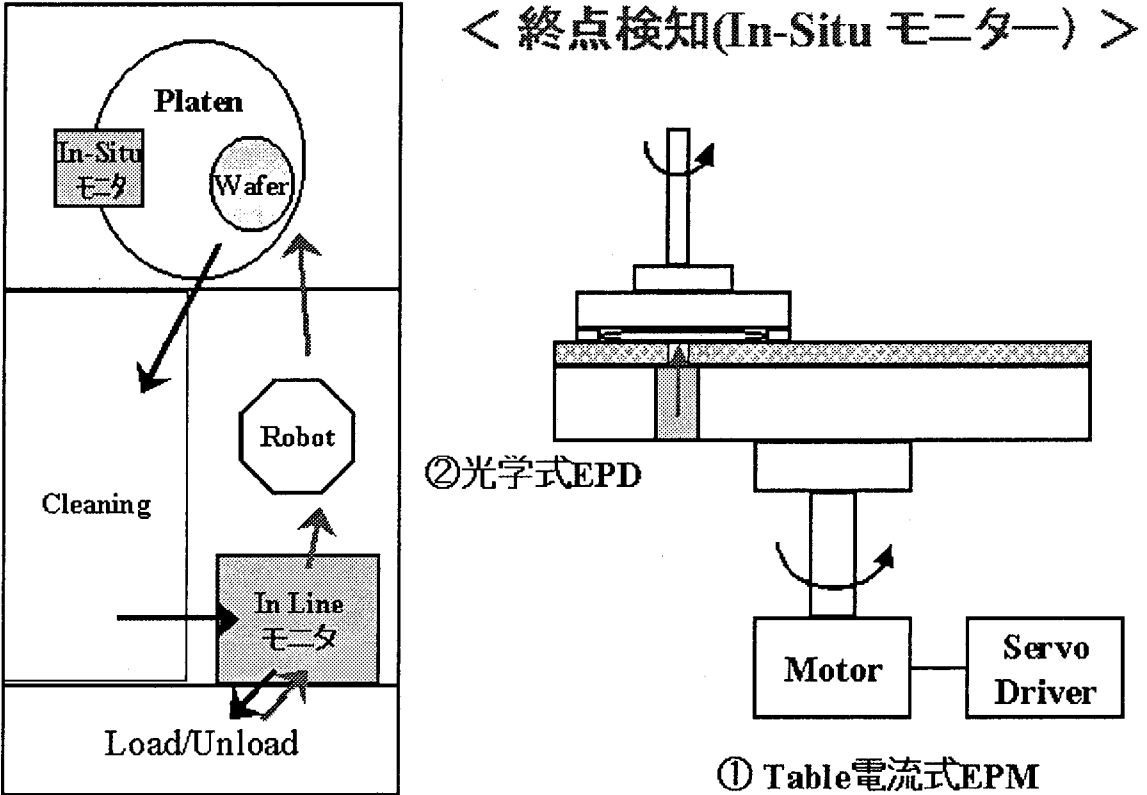 < 終点検知(In-Situ モニター) >
Platen
In-Situ
モニタ
Wafer
Robot
Cleaning
In Line
モニタ
Load/Unload
②光学式EPD
Motor
Servo
Driver
① Table電流式EPM